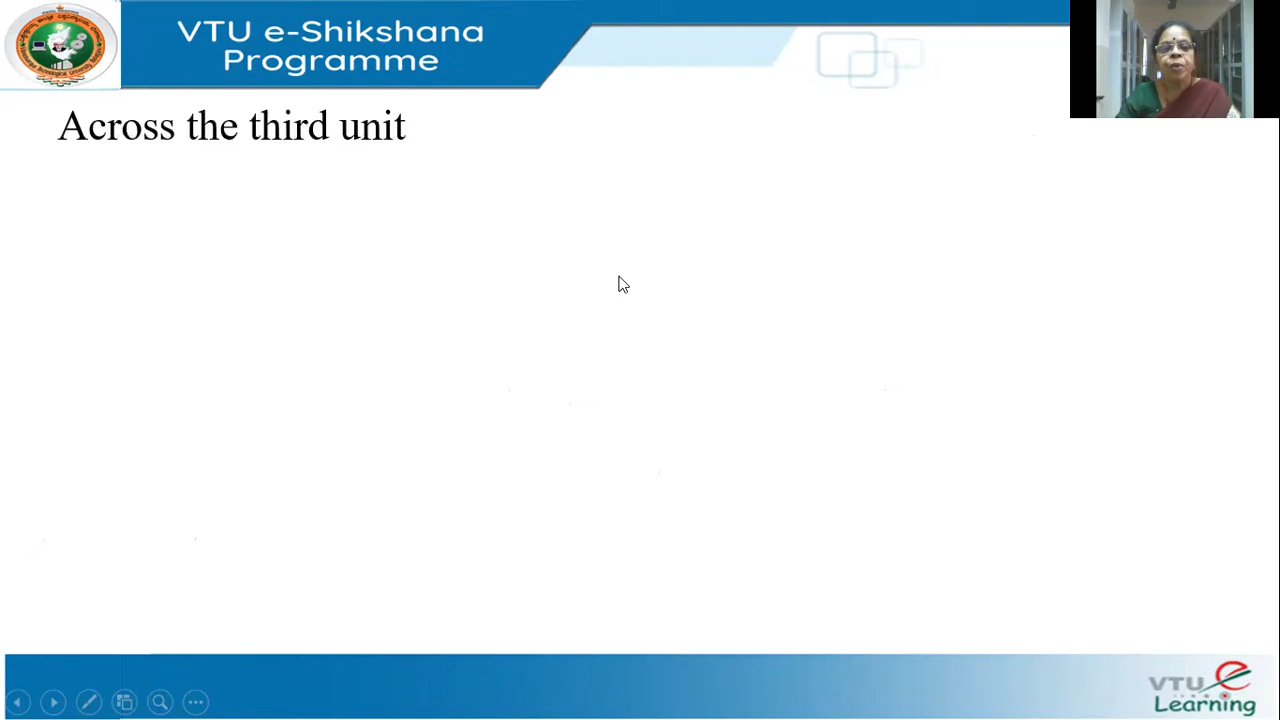 VTU e-Shikshana
Programme
Across the third unit
VTU e
Learning